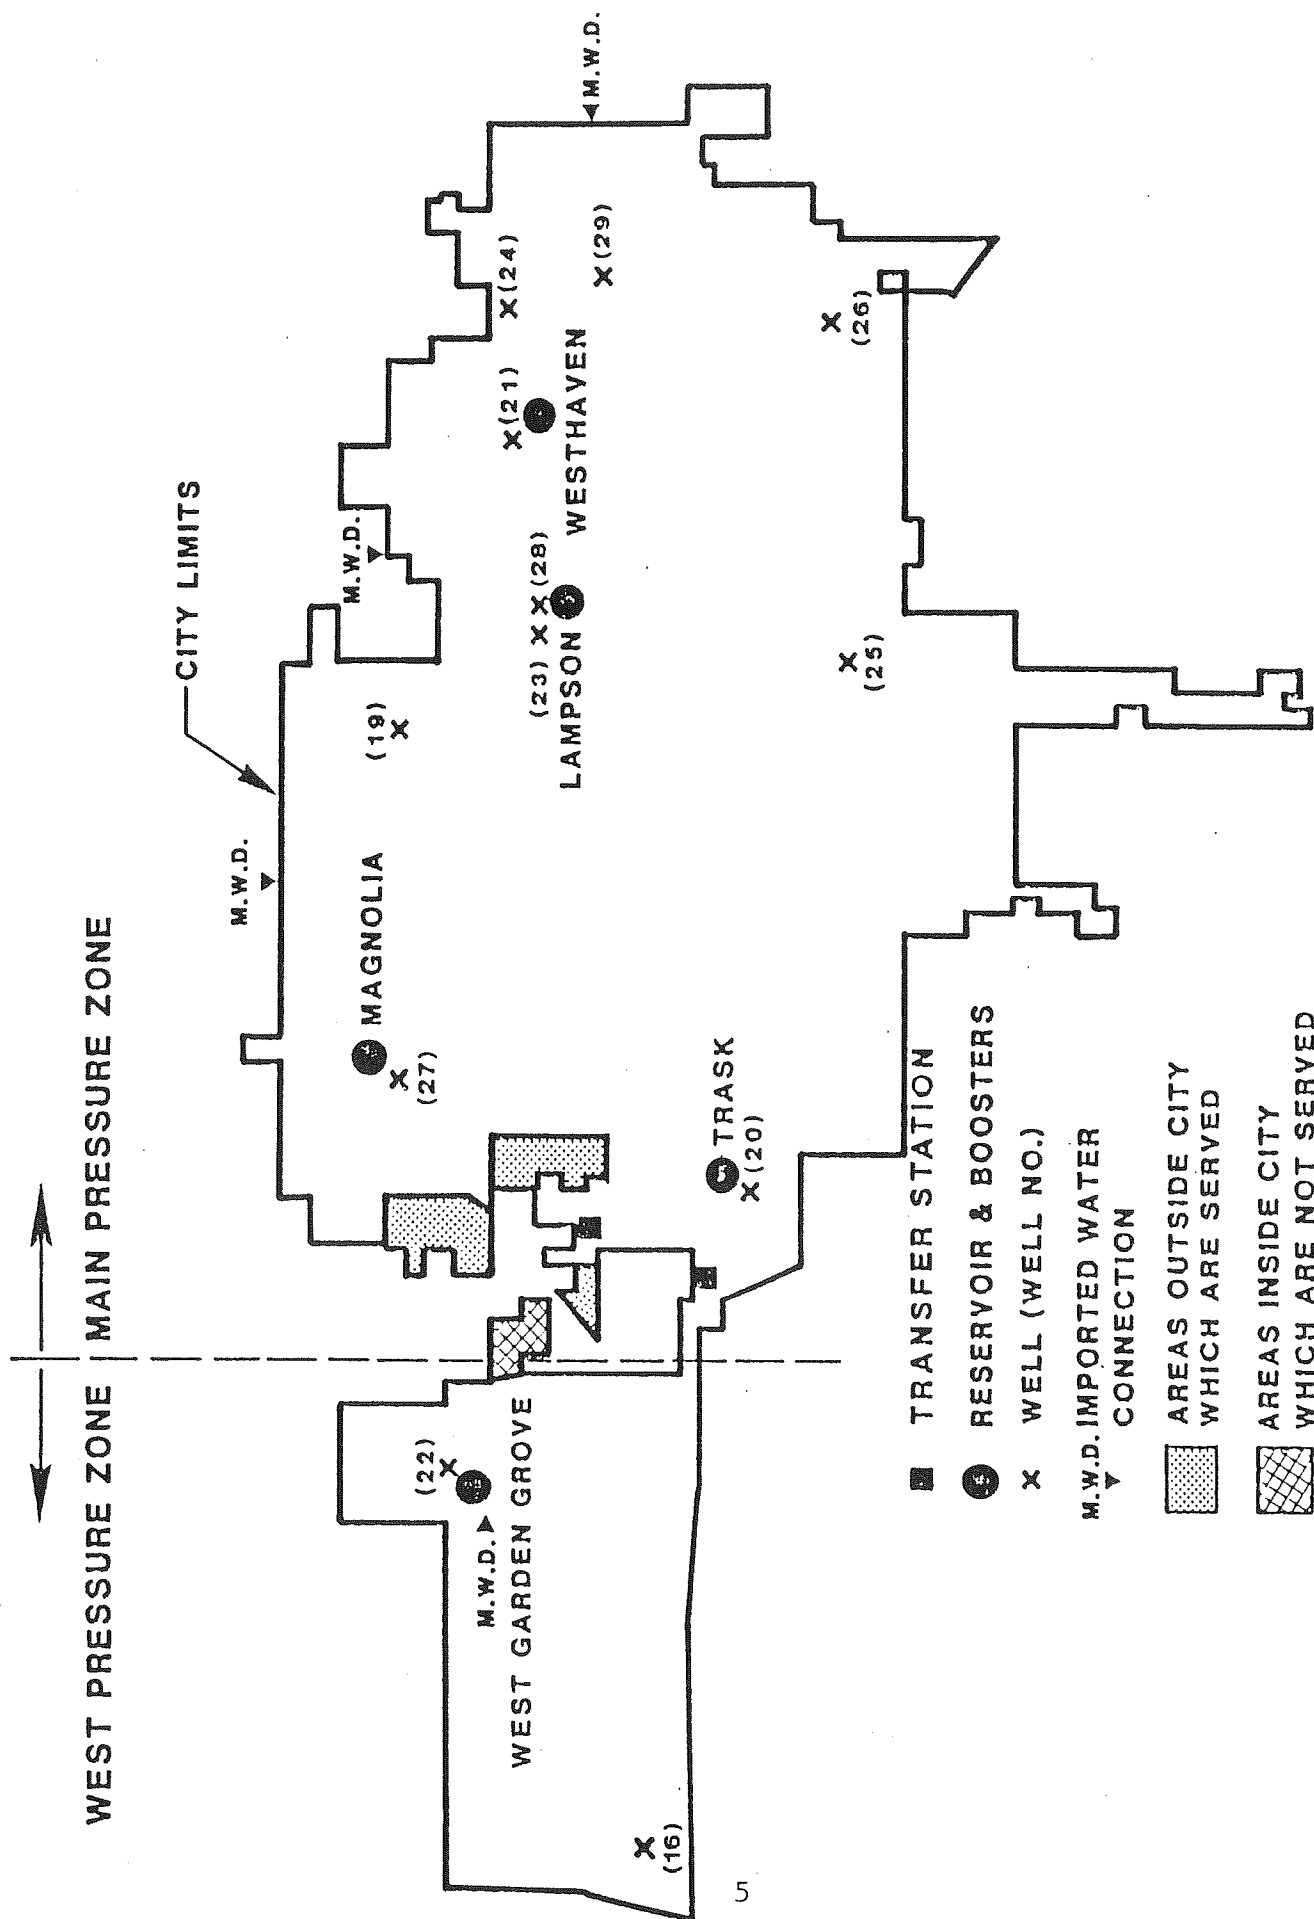 WEST PRESSURE ZONE
MAIN PRESSURE ZONE
CITY LIMITS
M.W.D.
M.W.D.
M.W.D.
MAGNOLIA
(27)
(19)
(23)
(28)
LAMPSON
(21)
WESTHAVEN
(24)
(29)
(22)
M.W.D.
WEST GARDEN GROVE
(16)
TRASK
(20)
(25)
(26)
TRANSFER STATION
RESERVOIR & BOOSTERS
WELL (WELL NO.)
M.W.D. IMPORTED WATER
CONNECTION
AREAS OUTSIDE CITY
WHICH ARE SERVED
AREAS INSIDE CITY
WHICH ARE NOT SERVED
5